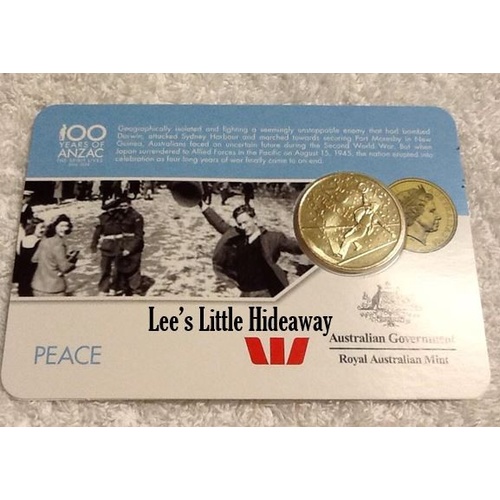 100
YEARS OF
ANZAC
THE SPIRIT LIVES
Geographically isolated and fighting a seemingly unstoppable enemy that had bombed
Darwin, attacked Sydney Harbour and marched towards securing Port Moresby in New
Guinea, Australians faced an uncertain future during the Second World War. But when
Japan surrendered to Allied Forces in the Pacific on August 15, 1945, the nation erupted into
celebration as four long years of war finally came to an end.
Lee's Little Hideaway
PEACE
Australian Government
Royal Australian Mint